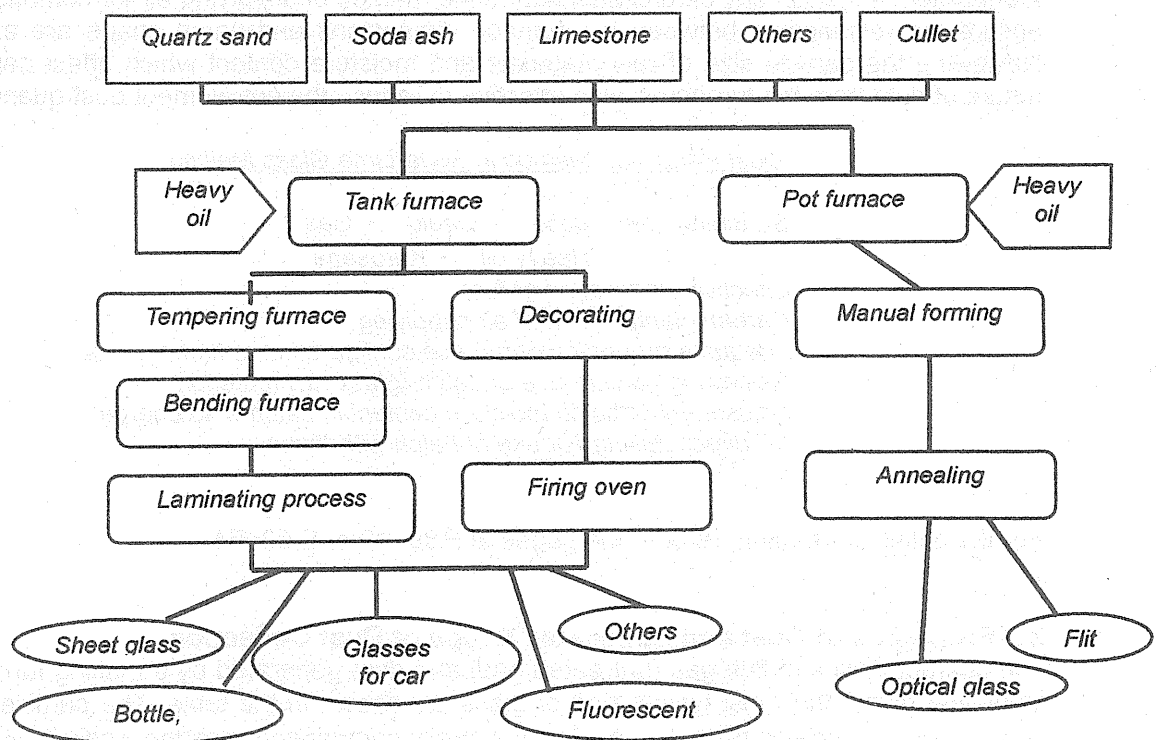 Quartz sand
Soda ash
Limestone
Others
Cullet
Heavy
oil
Tank furnace
Pot furnace
Heavy
oil
Tempering furnace
Decorating
Manual forming
Bending furnace
Laminating process
Firing oven
Annealing
Sheet glass
Glasses
for car
Others
Flit
Bottle,
Fluorescent
Optical glass